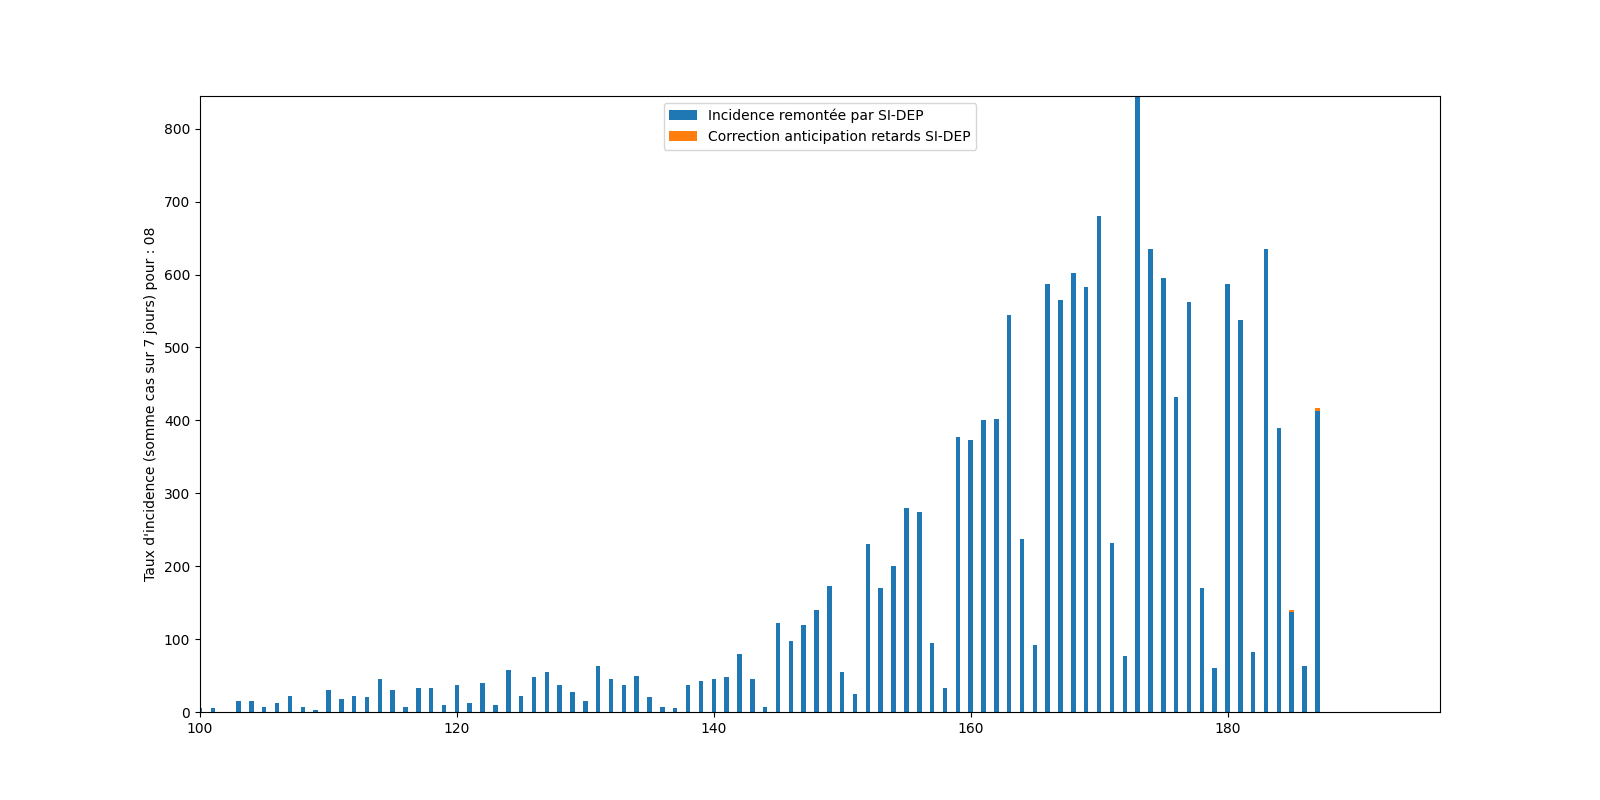 Incidence remontée par SI-DEP
Correction anticipation retards SI-DEP
Taux d'incidence (somme cas sur 7 jours) pour : 08
800
700
600
500
400
300
200
100
0
100 120 140 160 180